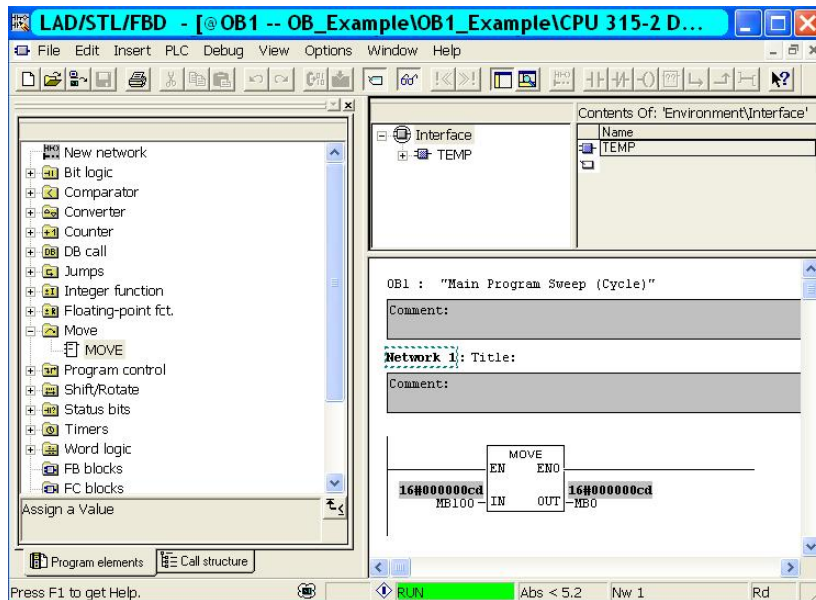 LAD/STL/FBD - [@OB1 -- OB_Example\OB1_Example\CPU 315-2 D...
File Edit Insert PLC Debug View Options Window Help
New network
Bit logic
Comparator
Converter
Counter
DB call
Jumps
Integer function
Floating-point fct.
Move
MOVE
Program control
Shift/Rotate
Status bits
Timers
Word logic
FB blocks
FC blocks
Assign a Value
Program elements Call structure
Interface
TEMP
Contents Of: 'Environment\Interface'
Name
TEMP
OB1 : "Main Program Sweep (Cycle)"
Comment:
Network 1: Title:
Comment:
MOVE
EN ENO
16#000000cd 16#000000cd
MB100 IN OUT MB0
Press F1 to get Help. RUN Abs < 5.2 Nw 1 Rd